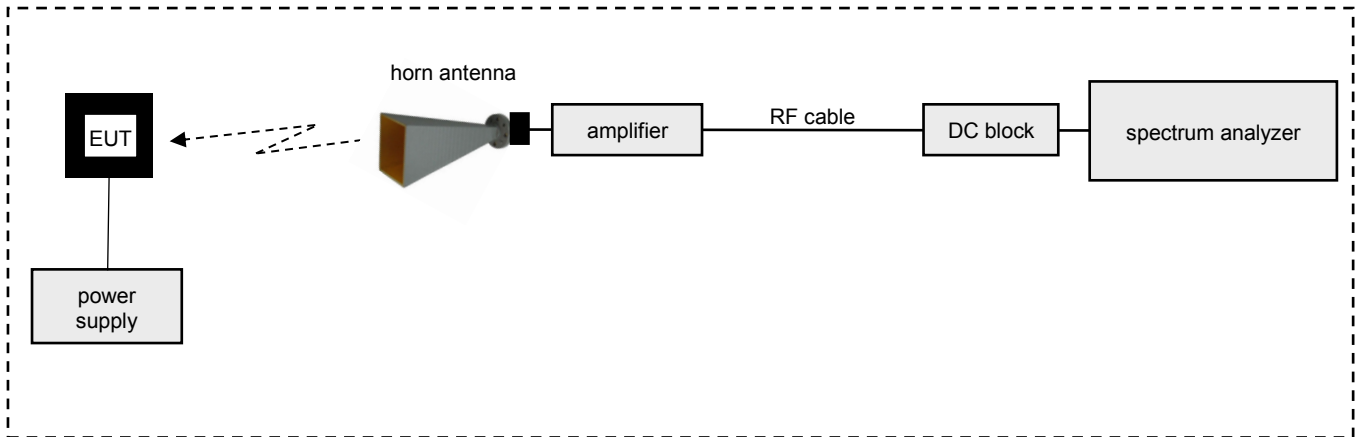 horn antenna
EUT
amplifier
RF cable
DC block
spectrum analyzer
power
supply